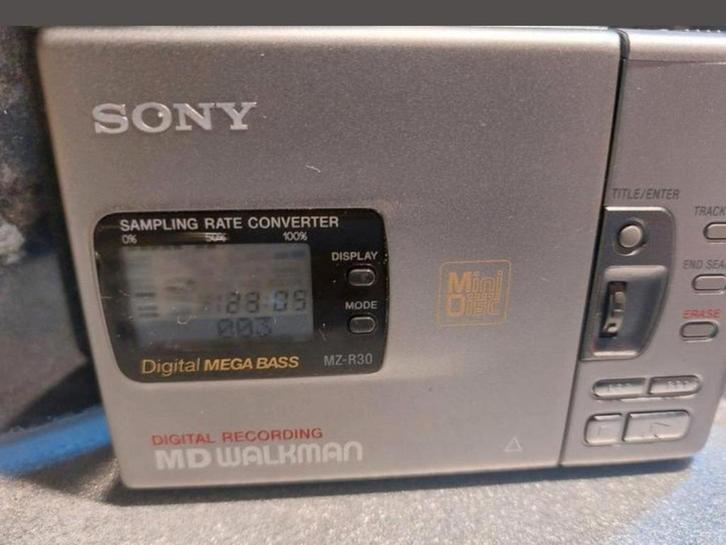 SONY
SAMPLING RATE CONVERTER
0% 50% 100%
DISPLAY
MODE
003
Digital MEGA BASS
MZ-R30
Mini
Disc
DIGITAL RECORDING
MD WALKMAN
TITLE/ENTER
TRACK
END SEA
ERASE